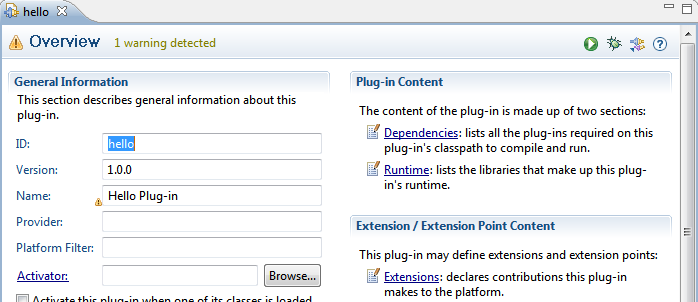 hello
Overview 1 warning detected
General Information
This section describes general information about this
plug-in.
ID: hello
Version: 1.0.0
Name: Hello Plug-in
Provider:
Platform Filter:
Activator: Browse...
Activate this plug-in when one of its classes is loaded
Plug-in Content
The content of the plug-in is made up of two sections:
Dependencies: lists all the plug-ins required on this
plug-in's classpath to compile and run.
Runtime: lists the libraries that make up this plug-
in's runtime.
Extension / Extension Point Content
This plug-in may define extensions and extension points:
Extensions: declares contributions this plug-in
makes to the platform.